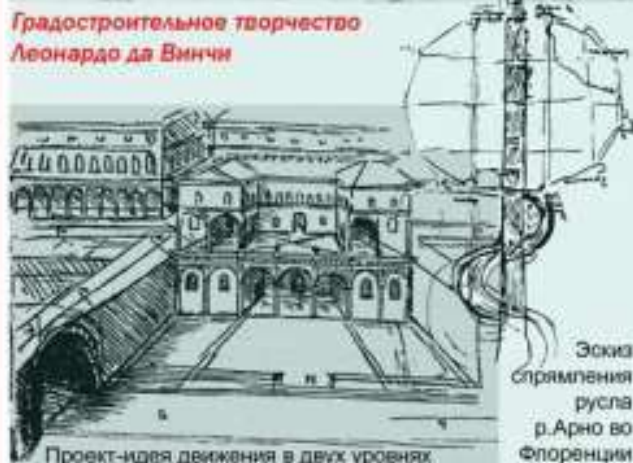 Градостроительное творчество
Леонардо да Винчи
Эскиз
спрямления
русла
р.Арно во
Флоренции
Проект-идея движения в двух уровнях